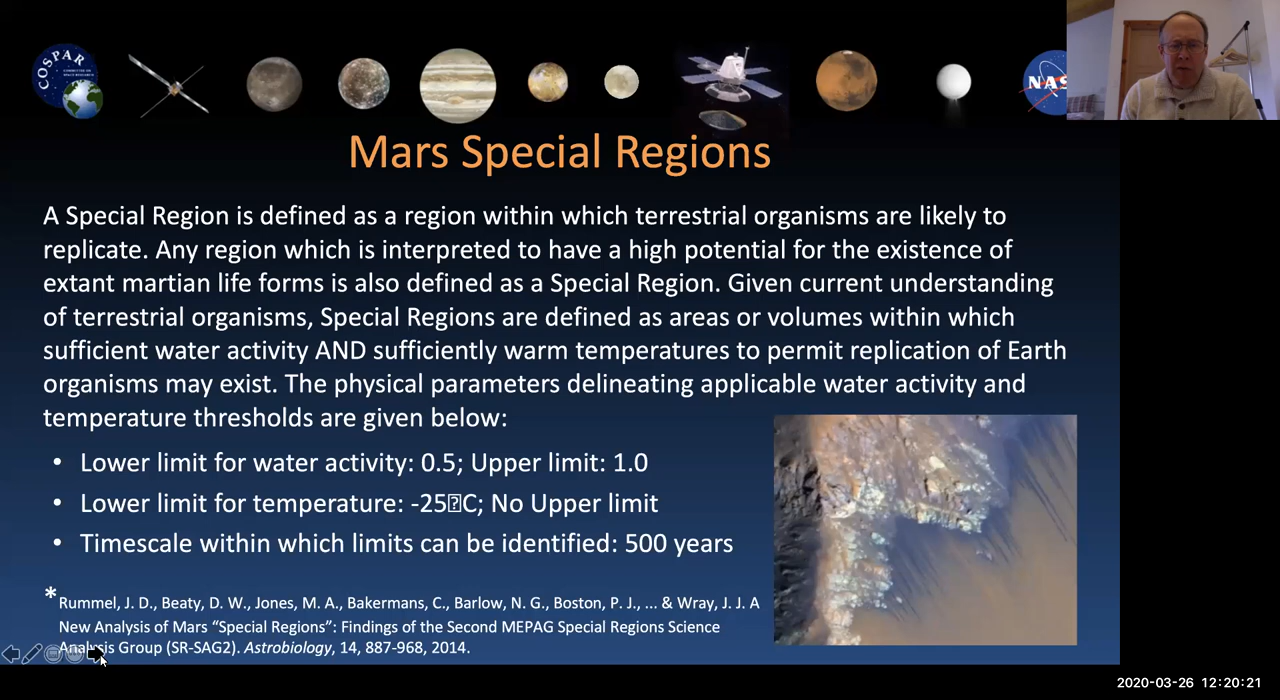 COSPAR
NAS
Mars Special Regions
A Special Region is defined as a region within which terrestrial organisms are likely to
replicate. Any region which is interpreted to have a high potential for the existence of
extant martian life forms is also defined as a Special Region. Given current understanding
of terrestrial organisms, Special Regions are defined as areas or volumes within which
sufficient water activity AND sufficiently warm temperatures to permit replication of Earth
organisms may exist. The physical parameters delineating applicable water activity and
temperature thresholds are given below:
• Lower limit for water activity: 0.5; Upper limit: 1.0
• Lower limit for temperature: -25⍰C; No Upper limit
• Timescale within which limits can be identified: 500 years
* Rummel, J. D., Beaty, D. W., Jones, M. A., Bakermans, C., Barlow, N. G., Boston, P. J., ... & Wray, J. J. A
New Analysis of Mars “Special Regions”: Findings of the Second MEPAG Special Regions Science
Analysis Group (SR-SAG2). Astrobiology, 14, 887-968, 2014.
2020-03-26 12:20:21